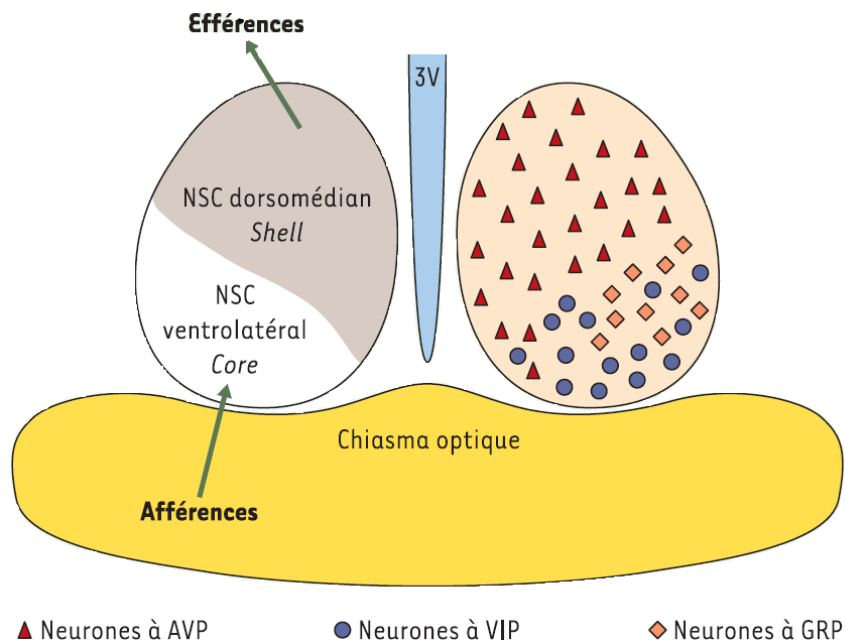 Efférences
3V
NSC dorsomédian
Shell
NSC
ventrolatéral
Core
Chiasma optique
Afférences
Neurones à AVP
Neurones à VIP
Neurones à GRP